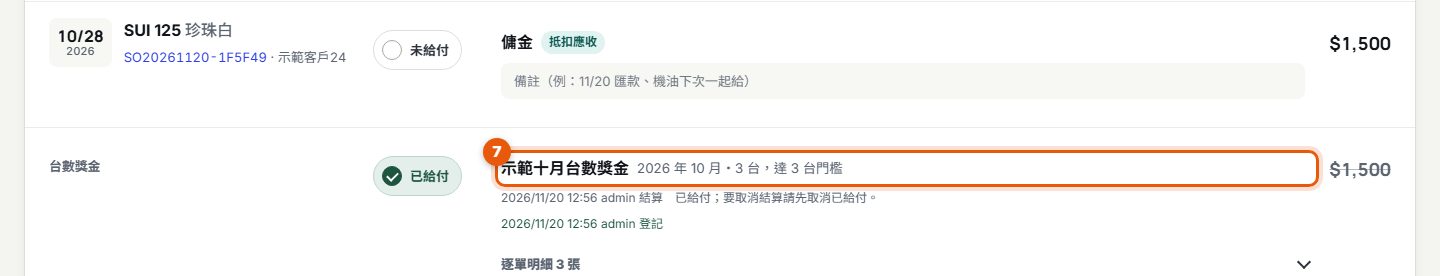 10/28
2026
SUI 125 珍珠白
SO20261120-1F5F49 · 示範客戶24
未給付
傭金 抵扣應收
$1,500
備註（例：11/20 匯款、機油下次一起給）
台數獎金
已給付
7
示範十月台數獎金 2026 年 10 月・3 台，達 3 台門檻
$1,500
2026/11/20 12:56 admin 結算 已給付；要取消結算請先取消已給付。
2026/11/20 12:56 admin 登記
逐單明細 3 張